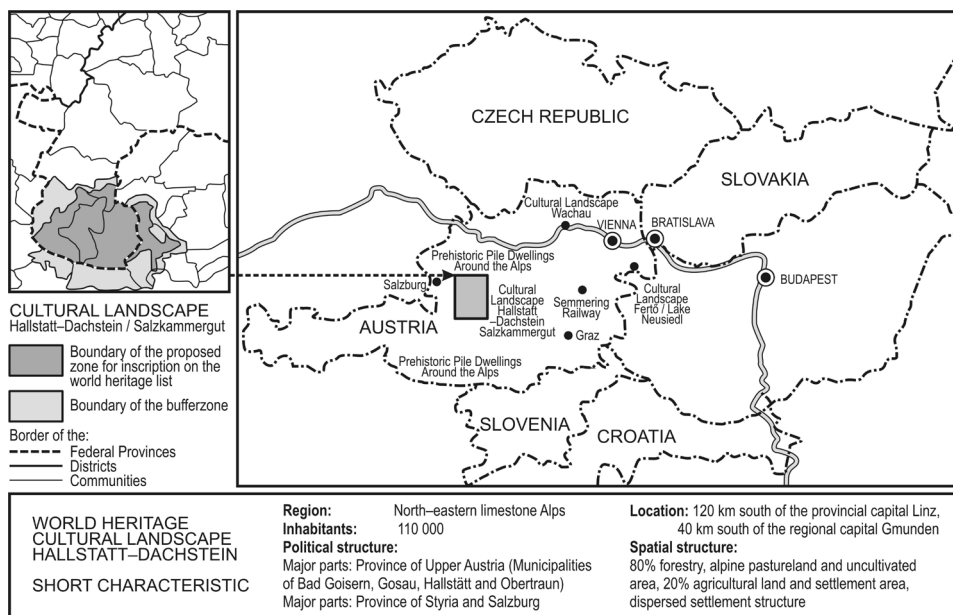 CULTURAL LANDSCAPE
Hallstatt–Dachstein / Salzkammergut
Boundary of the proposed
zone for inscription on the
world heritage list
Boundary of the bufferzone
Border of the:
Federal Provinces
Districts
Communities
CZECH REPUBLIC
SLOVAKIA
Cultural Landscape
Wachau
VIENNA
BRATISLAVA
BUDAPEST
Prehistoric Pile Dwellings
Around the Alps
Salzburg
Cultural
Landscape
Hallstatt
–Dachstein
Salzkammergut
Semmering
Railway
Cultural
Landscape
Fertő / Lake
Neusiedl
AUSTRIA
Graz
Prehistoric Pile Dwellings
Around the Alps
SLOVENIA
CROATIA
WORLD HERITAGE
CULTURAL LANDSCAPE
HALLSTATT–DACHSTEIN
SHORT CHARACTERISTIC
Region: North–eastern limestone Alps
Inhabitants: 110 000
Political structure:
Major parts: Province of Upper Austria (Municipalities
of Bad Goisern, Gosau, Hallstätt and Obertraun)
Major parts: Province of Styria and Salzburg
Location: 120 km south of the provincial capital Linz,
40 km south of the regional capital Gmunden
Spatial structure:
80% forestry, alpine pastureland and uncultivated
area, 20% agricultural land and settlement area,
dispersed settlement structure